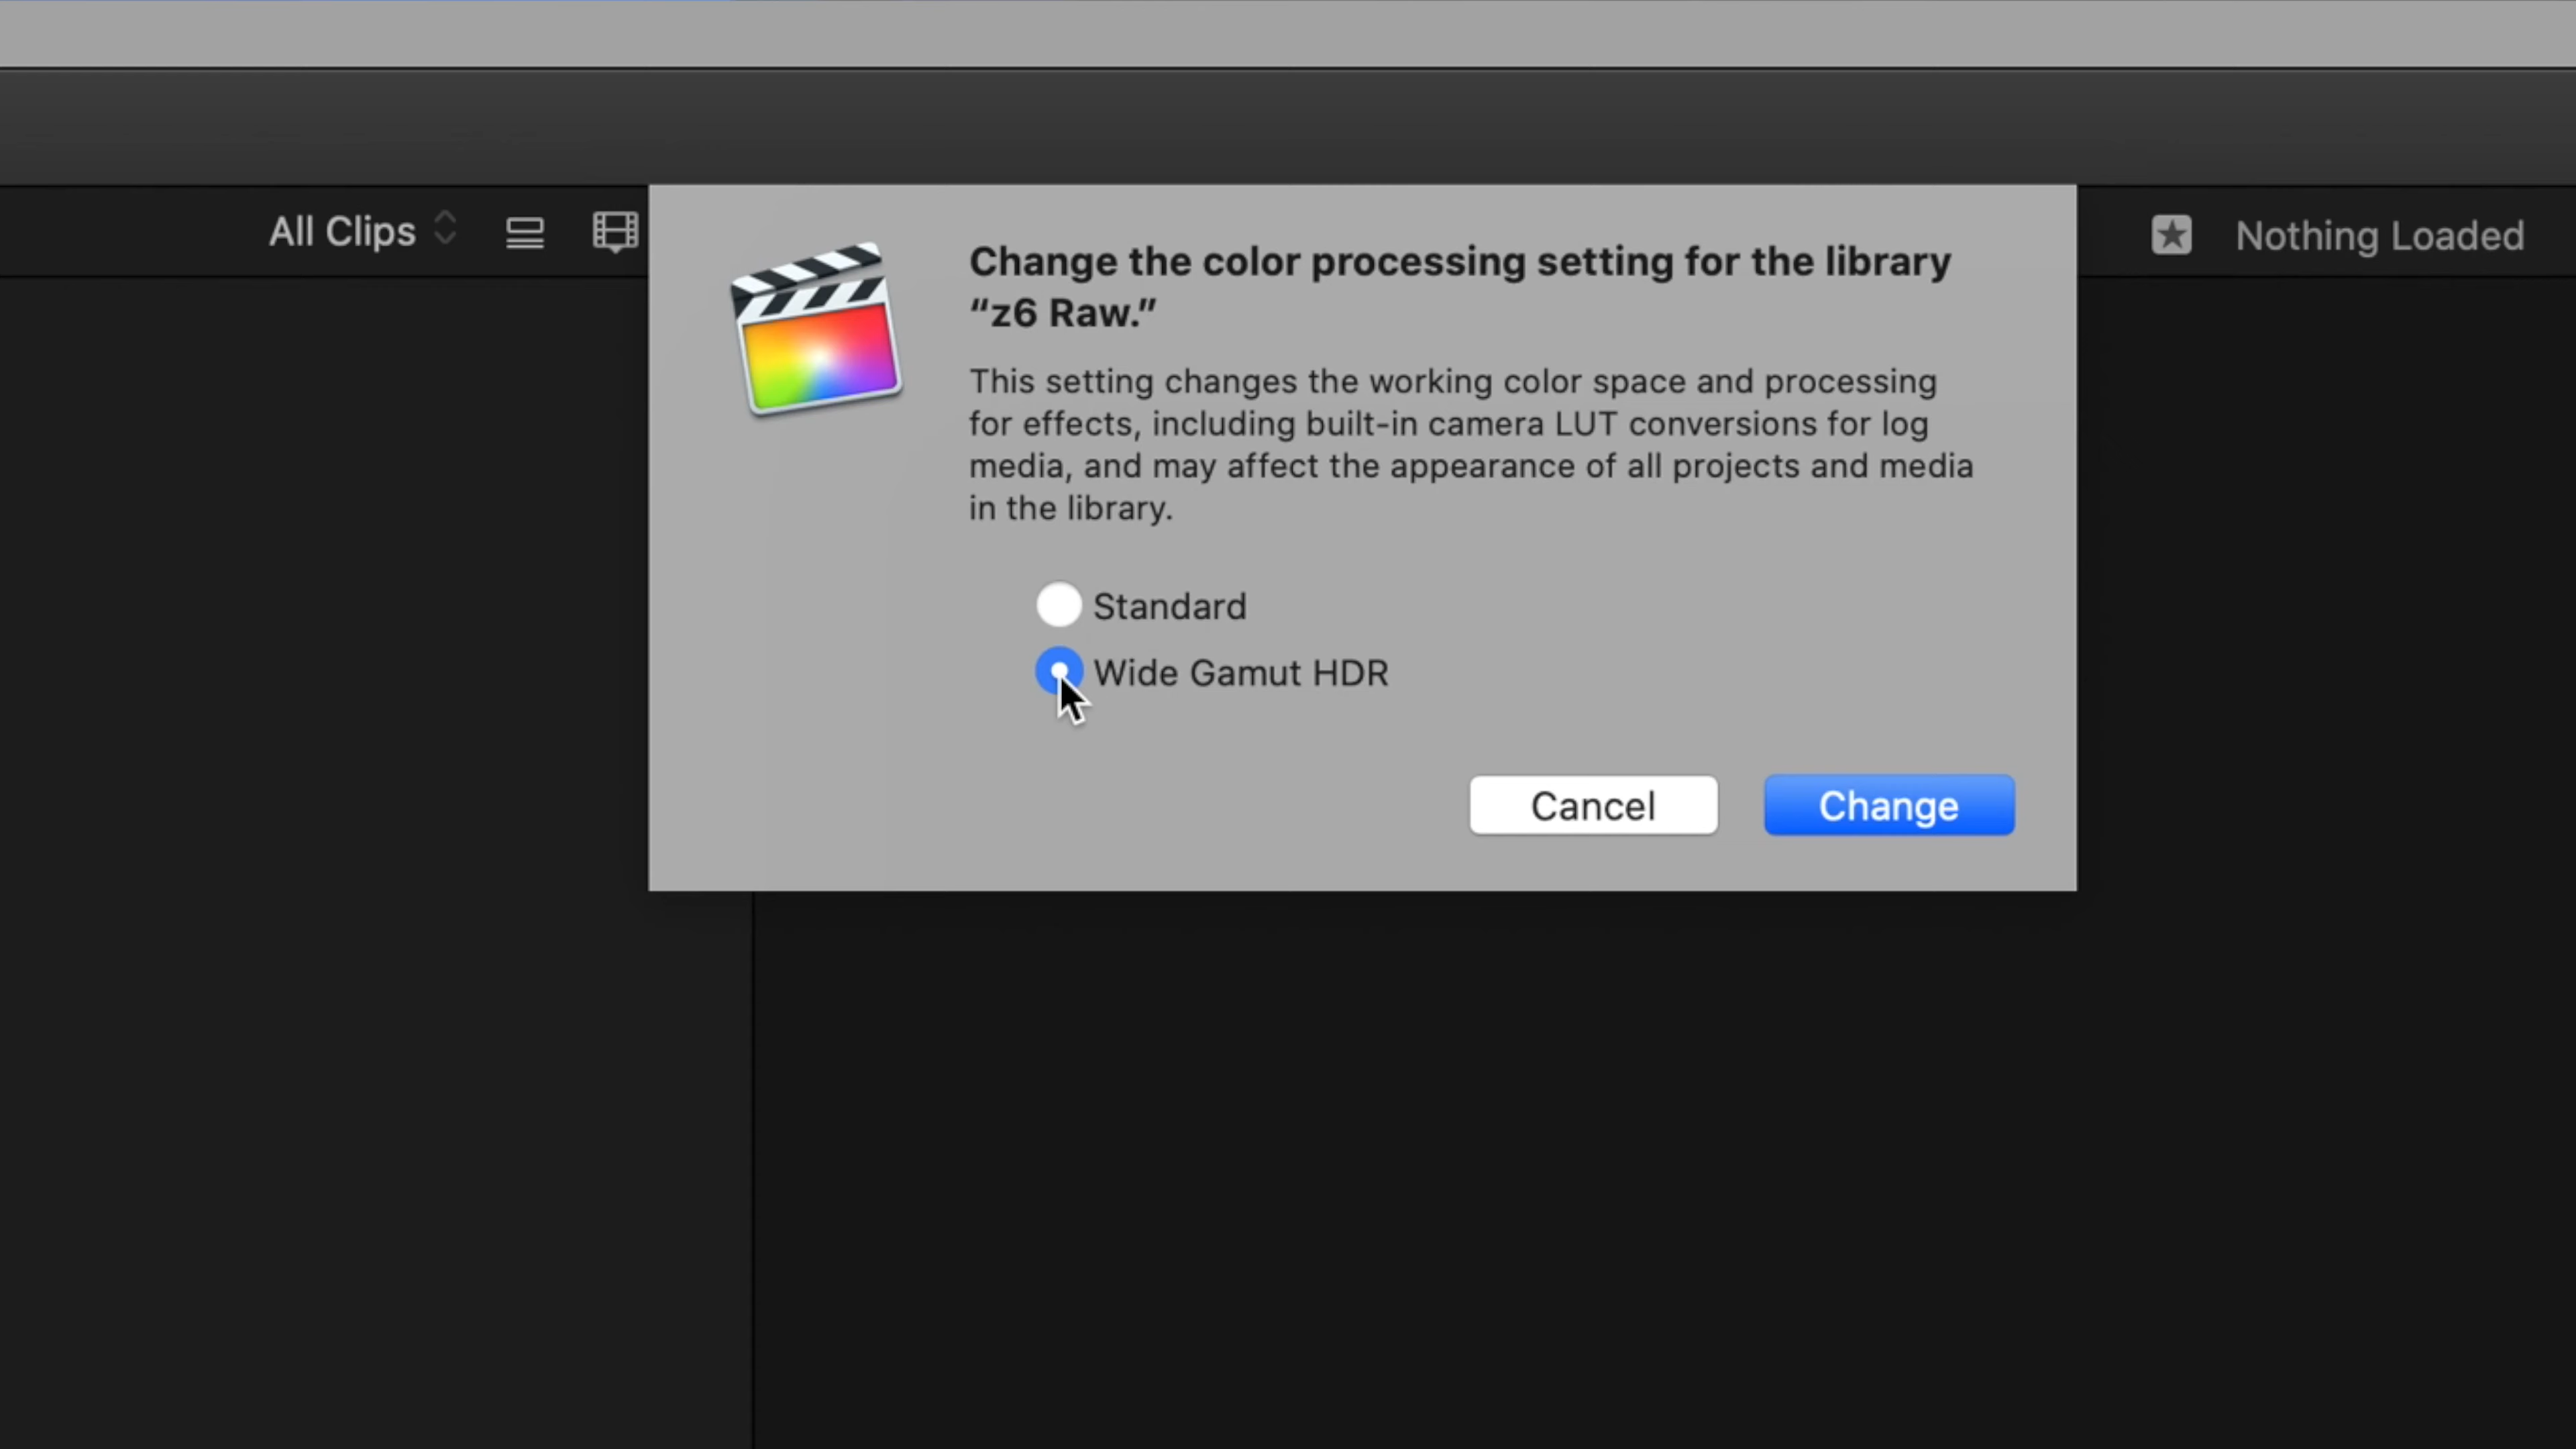 All Clips
Nothing Loaded
Change the color processing setting for the library
“z6 Raw.”
This setting changes the working color space and processing
for effects, including built-in camera LUT conversions for log
media, and may affect the appearance of all projects and media
in the library.
Standard
Wide Gamut HDR
Cancel
Change